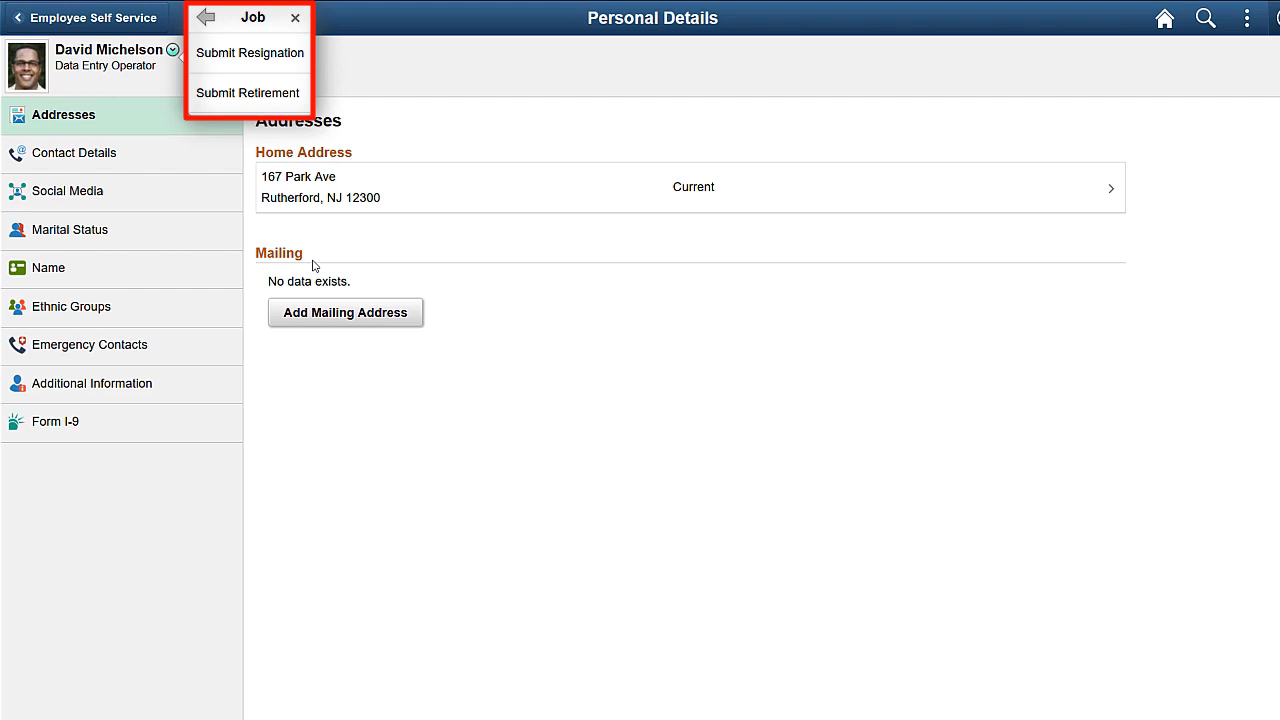 Employee Self Service
Job
Personal Details
David Michelson
Data Entry Operator
Submit Resignation
Submit Retirement
Addresses
Contact Details
Social Media
Marital Status
Name
Ethnic Groups
Emergency Contacts
Additional Information
Form I-9
Addresses
Home Address
167 Park Ave
Rutherford, NJ 12300
Current
Mailing
No data exists.
Add Mailing Address